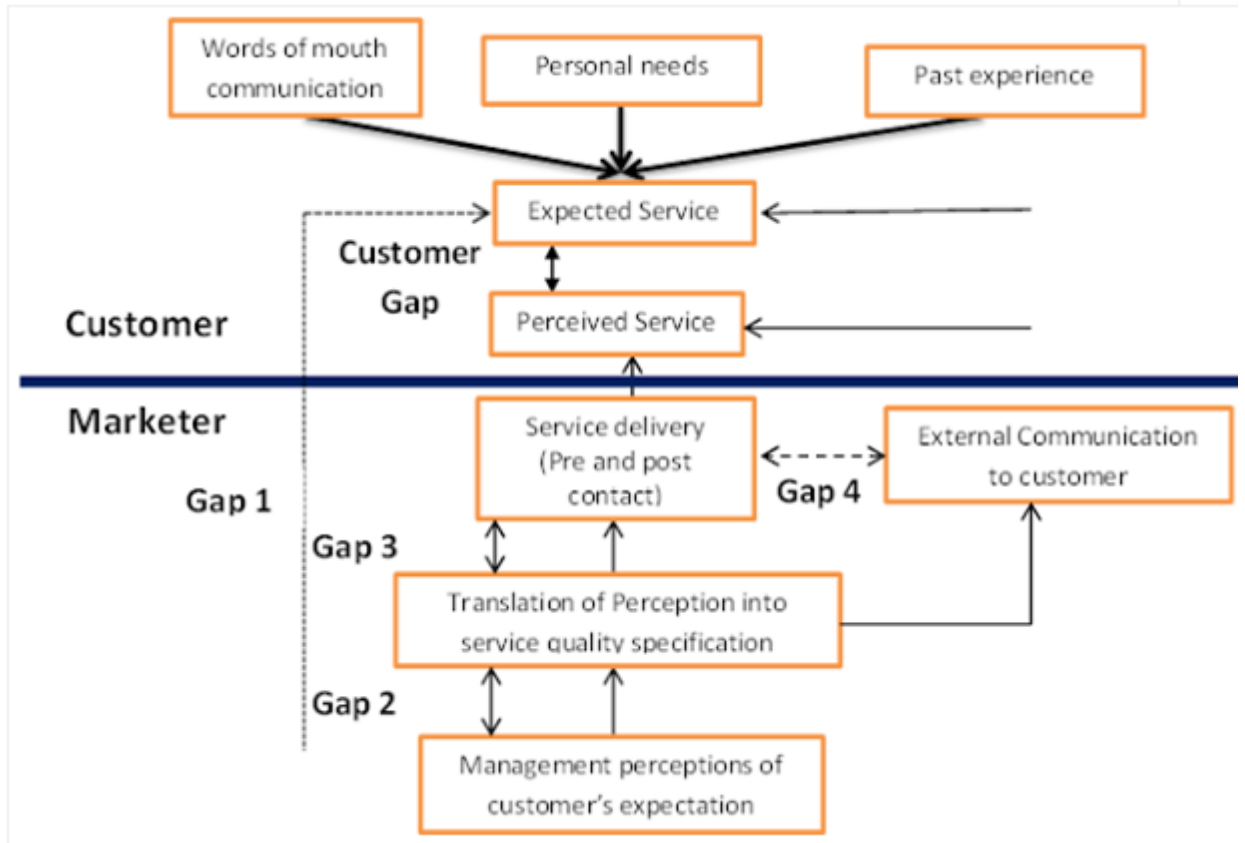 Words of mouth
communication
Personal needs
Past experience
Expected Service
Customer
Gap
Perceived Service
Customer
Marketer
Service delivery
(Pre and post
contact)
External Communication
to customer
Gap 4
Gap 1
Gap 3
Translation of Perception into
service quality specification
Gap 2
Management perceptions of
customer's expectation